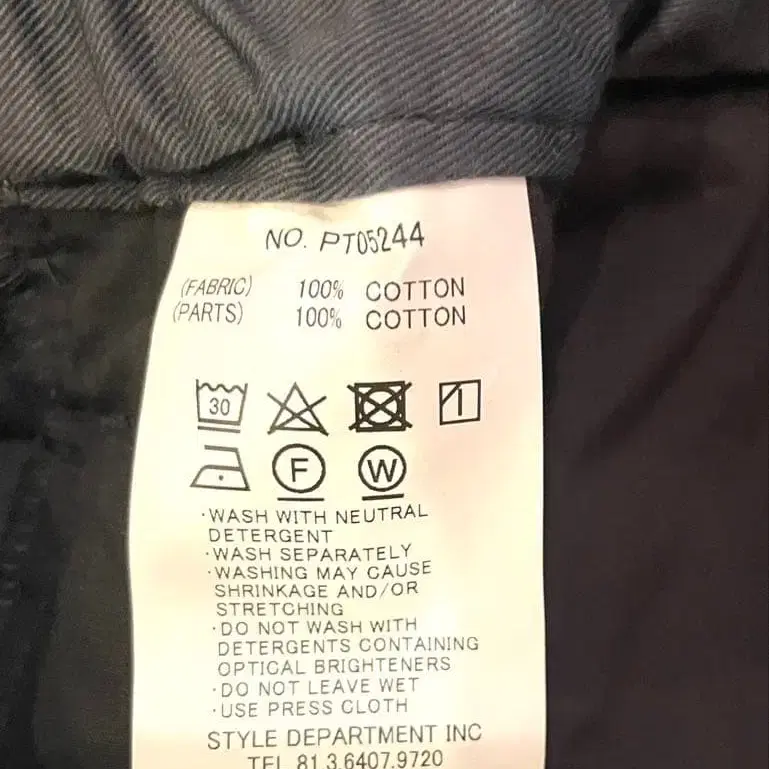 NO. PT05244
(FABRIC) 100% COTTON
(PARTS) 100% COTTON
30
F W
·WASH WITH NEUTRAL
DETERGENT
·WASH SEPARATELY
·WASHING MAY CAUSE
SHRINKAGE AND/OR
STRETCHING
·DO NOT WASH WITH
DETERGENTS CONTAINING
OPTICAL BRIGHTENERS
·DO NOT LEAVE WET
·USE PRESS CLOTH
STYLE DEPARTMENT INC
TEL 81.3.6407.9720